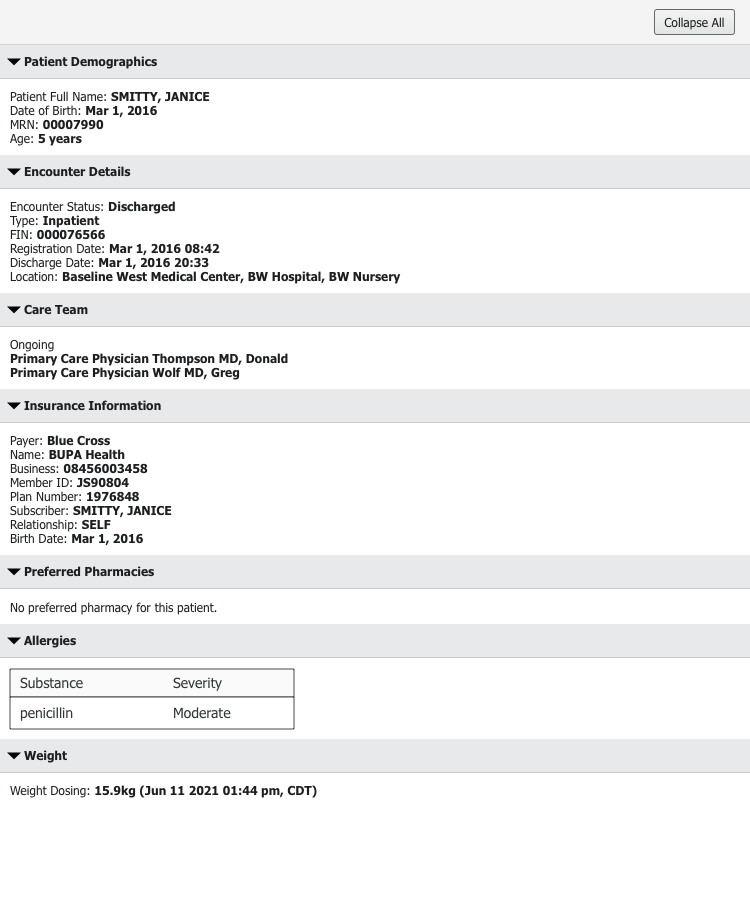 Collapse All
Patient Demographics
Patient Full Name: SMITTY, JANICE
Date of Birth: Mar 1, 2016
MRN: 00007990
Age: 5 years
Encounter Details
Encounter Status: Discharged
Type: Inpatient
FIN: 000076566
Registration Date: Mar 1, 2016 08:42
Discharge Date: Mar 1, 2016 20:33
Location: Baseline West Medical Center, BW Hospital, BW Nursery
Care Team
Ongoing
Primary Care Physician Thompson MD, Donald
Primary Care Physician Wolf MD, Greg
Insurance Information
Payer: Blue Cross
Name: BUPA Health
Business: 08456003458
Member ID: JS90804
Plan Number: 1976848
Subscriber: SMITTY, JANICE
Relationship: SELF
Birth Date: Mar 1, 2016
Preferred Pharmacies
No preferred pharmacy for this patient.
Allergies
Substance Severity
penicillin Moderate
Weight
Weight Dosing: 15.9kg (Jun 11 2021 01:44 pm, CDT)